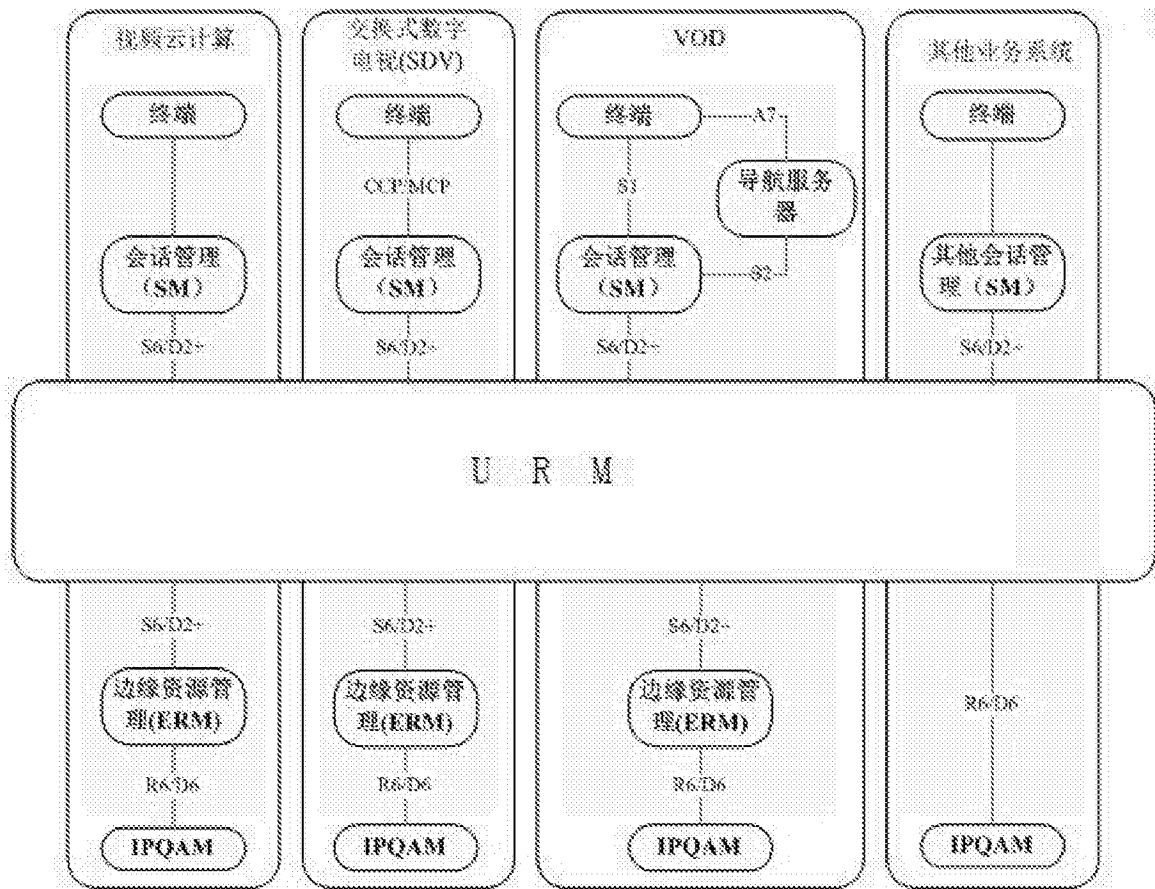 视频云计算
交换式数字
电视(SDV)
VOD
其他业务系统
终端
终端
终端
终端
A7
CCP/MCP
S1
导航服务
器
会话管理
（SM）
会话管理
（SM）
会话管理
（SM）
S2
其他会话管
理（SM）
S6/D2+
S6/D2+
S6/D2+
S6/D2+
U R M
S6/D2+
S6/D2+
S6/D2+
边缘资源管
理(ERM)
边缘资源管
理(ERM)
边缘资源管
理(ERM)
R6/D6
R6/D6
R6/D6
R6/D6
IPQAM
IPQAM
IPQAM
IPQAM